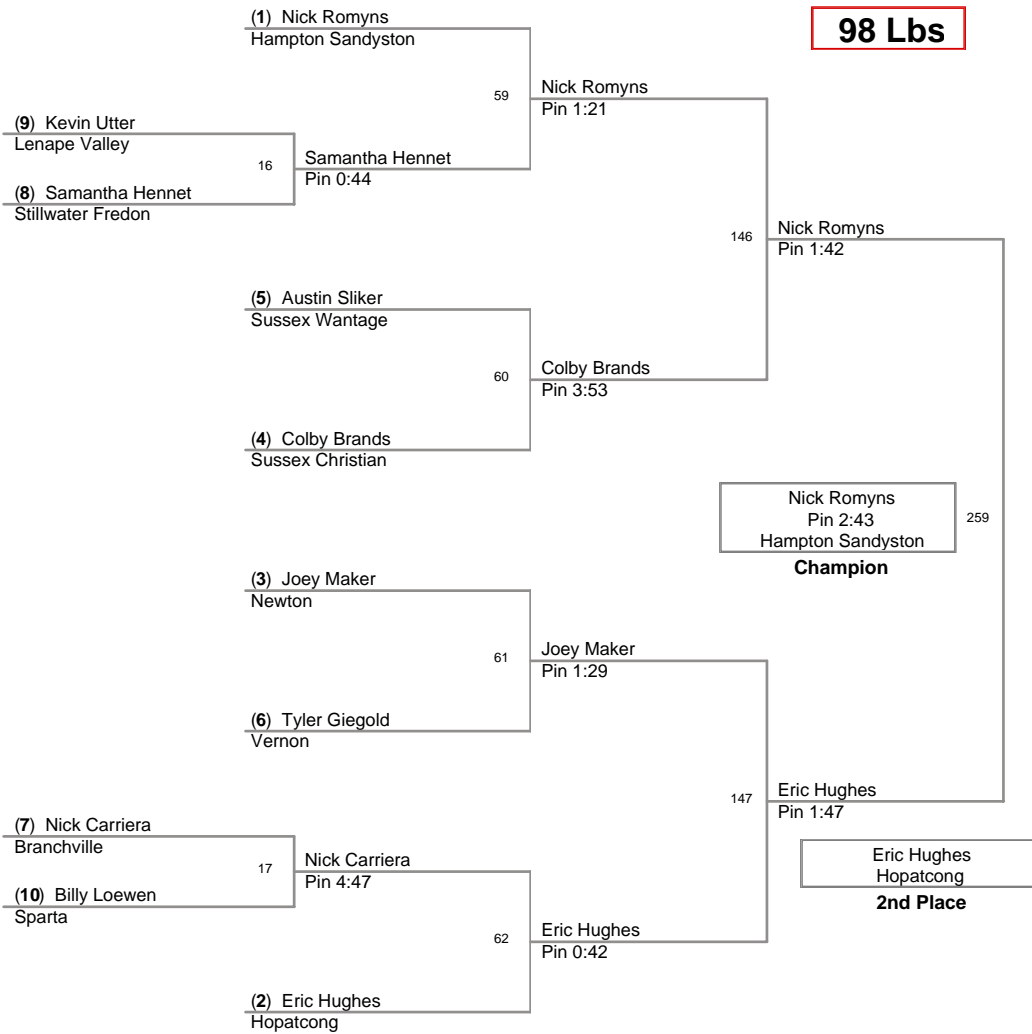 (1) Nick Romyns
Hampton Sandyston
98 Lbs
59
Nick Romyns
Pin 1:21
(9) Kevin Utter
Lenape Valley
16
Samantha Hennet
Pin 0:44
(8) Samantha Hennet
Stillwater Fredon
146
Nick Romyns
Pin 1:42
(5) Austin Sliker
Sussex Wantage
60
Colby Brands
Pin 3:53
(4) Colby Brands
Sussex Christian
Nick Romyns
Pin 2:43
Hampton Sandyston
259
Champion
(3) Joey Maker
Newton
61
Joey Maker
Pin 1:29
(6) Tyler Giegold
Vernon
147
Eric Hughes
Pin 1:47
(7) Nick Carriera
Branchville
17
Nick Carriera
Pin 4:47
(10) Billy Loewen
Sparta
Eric Hughes
Hopatcong
2nd Place
62
Eric Hughes
Pin 0:42
(2) Eric Hughes
Hopatcong